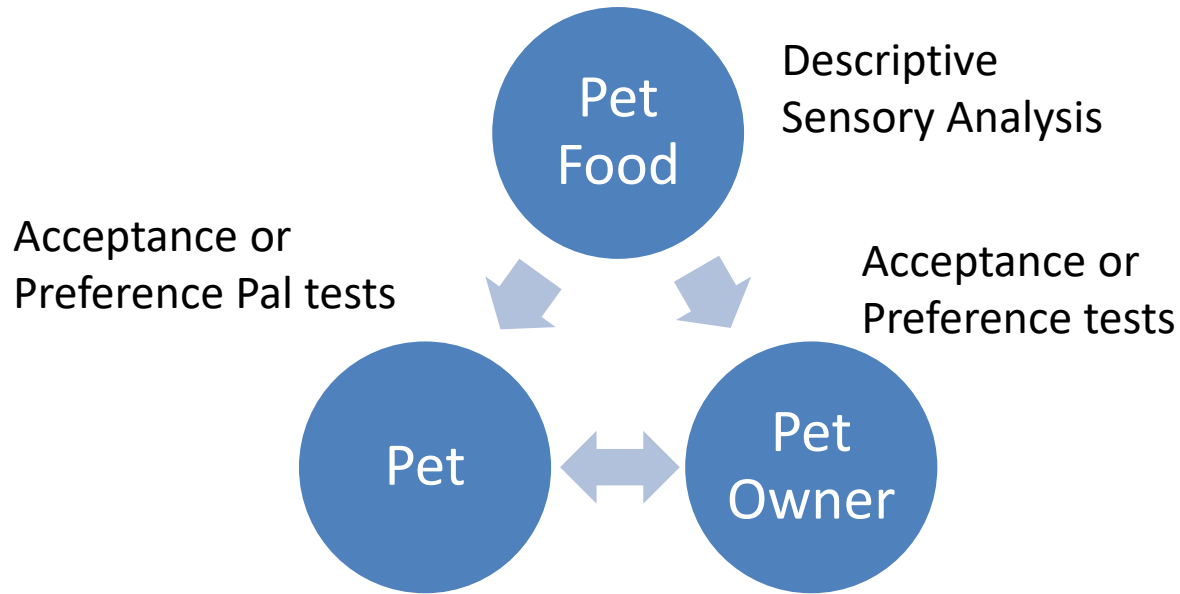 Pet
Food
Descriptive
Sensory Analysis
Acceptance or
Preference Pal tests
Acceptance or
Preference tests
Pet
Pet
Owner